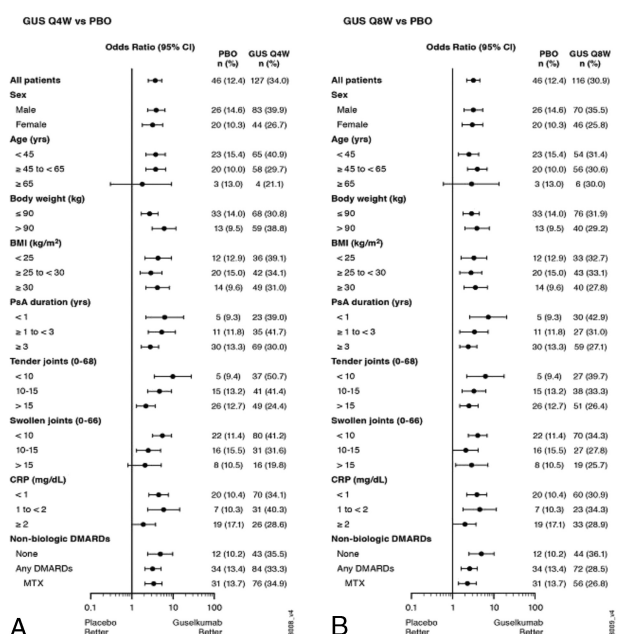 GUS Q4W vs PBO
Odds Ratio (95% CI)
PBO GUS Q4W
n (%) n (%)
All patients 46 (12.4) 127 (34.0)
Sex
Male 26 (14.6) 83 (39.9)
Female 20 (10.3) 44 (26.7)
Age (yrs)
< 45 23 (15.4) 65 (40.9)
≥ 45 to < 65 20 (10.0) 58 (29.7)
≥ 65 3 (13.0) 4 (21.1)
Body weight (kg)
≤ 90 33 (14.0) 68 (30.8)
> 90 13 (9.5) 59 (38.8)
BMI (kg/m²)
< 25 12 (12.9) 36 (39.1)
≥ 25 to < 30 20 (15.0) 42 (34.1)
≥ 30 14 (9.6) 49 (31.0)
PsA duration (yrs)
< 1 5 (9.3) 23 (39.0)
≥ 1 to < 3 11 (11.8) 35 (41.7)
≥ 3 30 (13.3) 69 (30.0)
Tender joints (0-68)
< 10 5 (9.4) 37 (50.7)
10-15 15 (13.2) 41 (41.4)
> 15 26 (12.7) 49 (24.4)
Swollen joints (0-66)
< 10 22 (11.4) 80 (41.2)
10-15 16 (15.5) 31 (31.6)
> 15 8 (10.5) 16 (19.8)
CRP (mg/dL)
< 1 20 (10.4) 70 (34.1)
1 to < 2 7 (10.3) 31 (40.3)
≥ 2 19 (17.1) 26 (28.6)
Non-biologic DMARDs
None 12 (10.2) 43 (35.5)
Any DMARDs 34 (13.4) 84 (33.3)
MTX 31 (13.7) 76 (34.9)
0.1 1 10 100
Placebo Guselkumab
Better Better
A
GUS Q8W vs PBO
Odds Ratio (95% CI)
PBO GUS Q8W
n (%) n (%)
All patients 46 (12.4) 116 (30.9)
Sex
Male 26 (14.6) 70 (35.5)
Female 20 (10.3) 46 (25.8)
Age (yrs)
< 45 23 (15.4) 54 (31.4)
≥ 45 to < 65 20 (10.0) 56 (30.6)
≥ 65 3 (13.0) 6 (30.0)
Body weight (kg)
≤ 90 33 (14.0) 76 (31.9)
> 90 13 (9.5) 40 (29.2)
BMI (kg/m²)
< 25 12 (12.9) 33 (32.7)
≥ 25 to < 30 20 (15.0) 43 (33.1)
≥ 30 14 (9.6) 40 (27.8)
PsA duration (yrs)
< 1 5 (9.3) 30 (42.9)
≥ 1 to < 3 11 (11.8) 27 (31.0)
≥ 3 30 (13.3) 59 (27.1)
Tender joints (0-68)
< 10 5 (9.4) 27 (39.7)
10-15 15 (13.2) 38 (33.3)
> 15 26 (12.7) 51 (26.4)
Swollen joints (0-66)
< 10 22 (11.4) 70 (34.3)
10-15 16 (15.5) 27 (27.8)
> 15 8 (10.5) 19 (25.7)
CRP (mg/dL)
< 1 20 (10.4) 60 (30.9)
1 to < 2 7 (10.3) 23 (34.3)
≥ 2 19 (17.1) 33 (28.9)
Non-biologic DMARDs
None 12 (10.2) 44 (36.1)
Any DMARDs 34 (13.4) 72 (28.5)
MTX 31 (13.7) 56 (26.8)
0.1 1 10 100
Placebo Guselkumab
Better Better
B